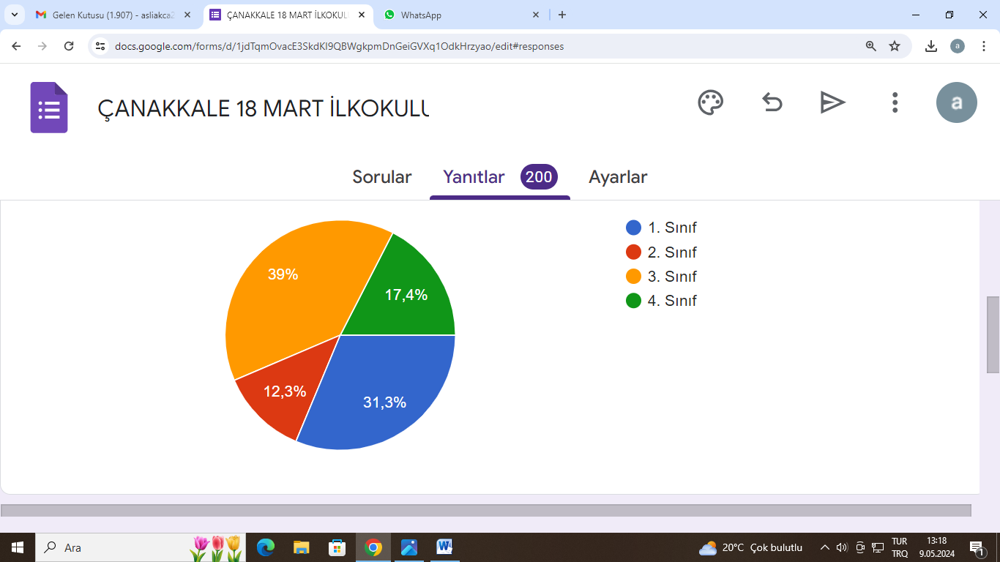 Gelen Kutusu (1.907) - asliakca2
ÇANAKKALE 18 MART İLKOKULU
WhatsApp
docs.google.com/forms/d/1jdTqmOvacE3SkdKI9QBWgkpmDnGeiGVXq1OdkHrzyao/edit#responses
a
ÇANAKKALE 18 MART İLKOKULU
a
Sorular
Yanıtlar 200
Ayarlar
39%
17,4%
12,3%
31,3%
1. Sınıf
2. Sınıf
3. Sınıf
4. Sınıf
Ara
20°C Çok bulutlu
TUR
TRQ
13:18
9.05.2024
1